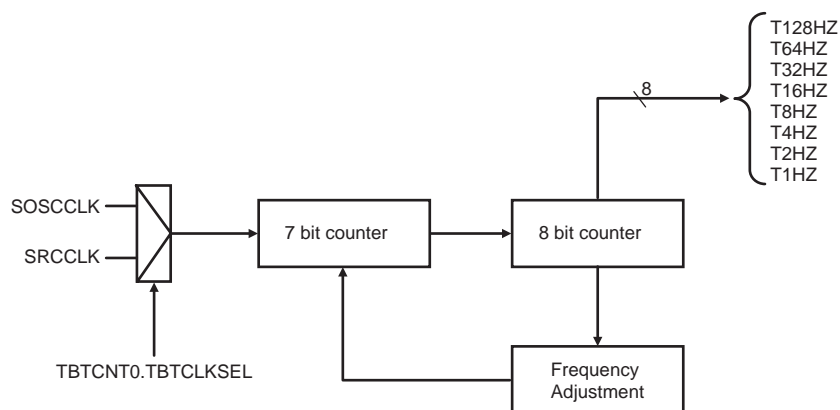 T128HZ
T64HZ
T32HZ
T16HZ
T8HZ
T4HZ
T2HZ
T1HZ
8
SOSCCLK
SRCCLK
7 bit counter
8 bit counter
TBTCNT0.TBTCLKSEL
Frequency
Adjustment